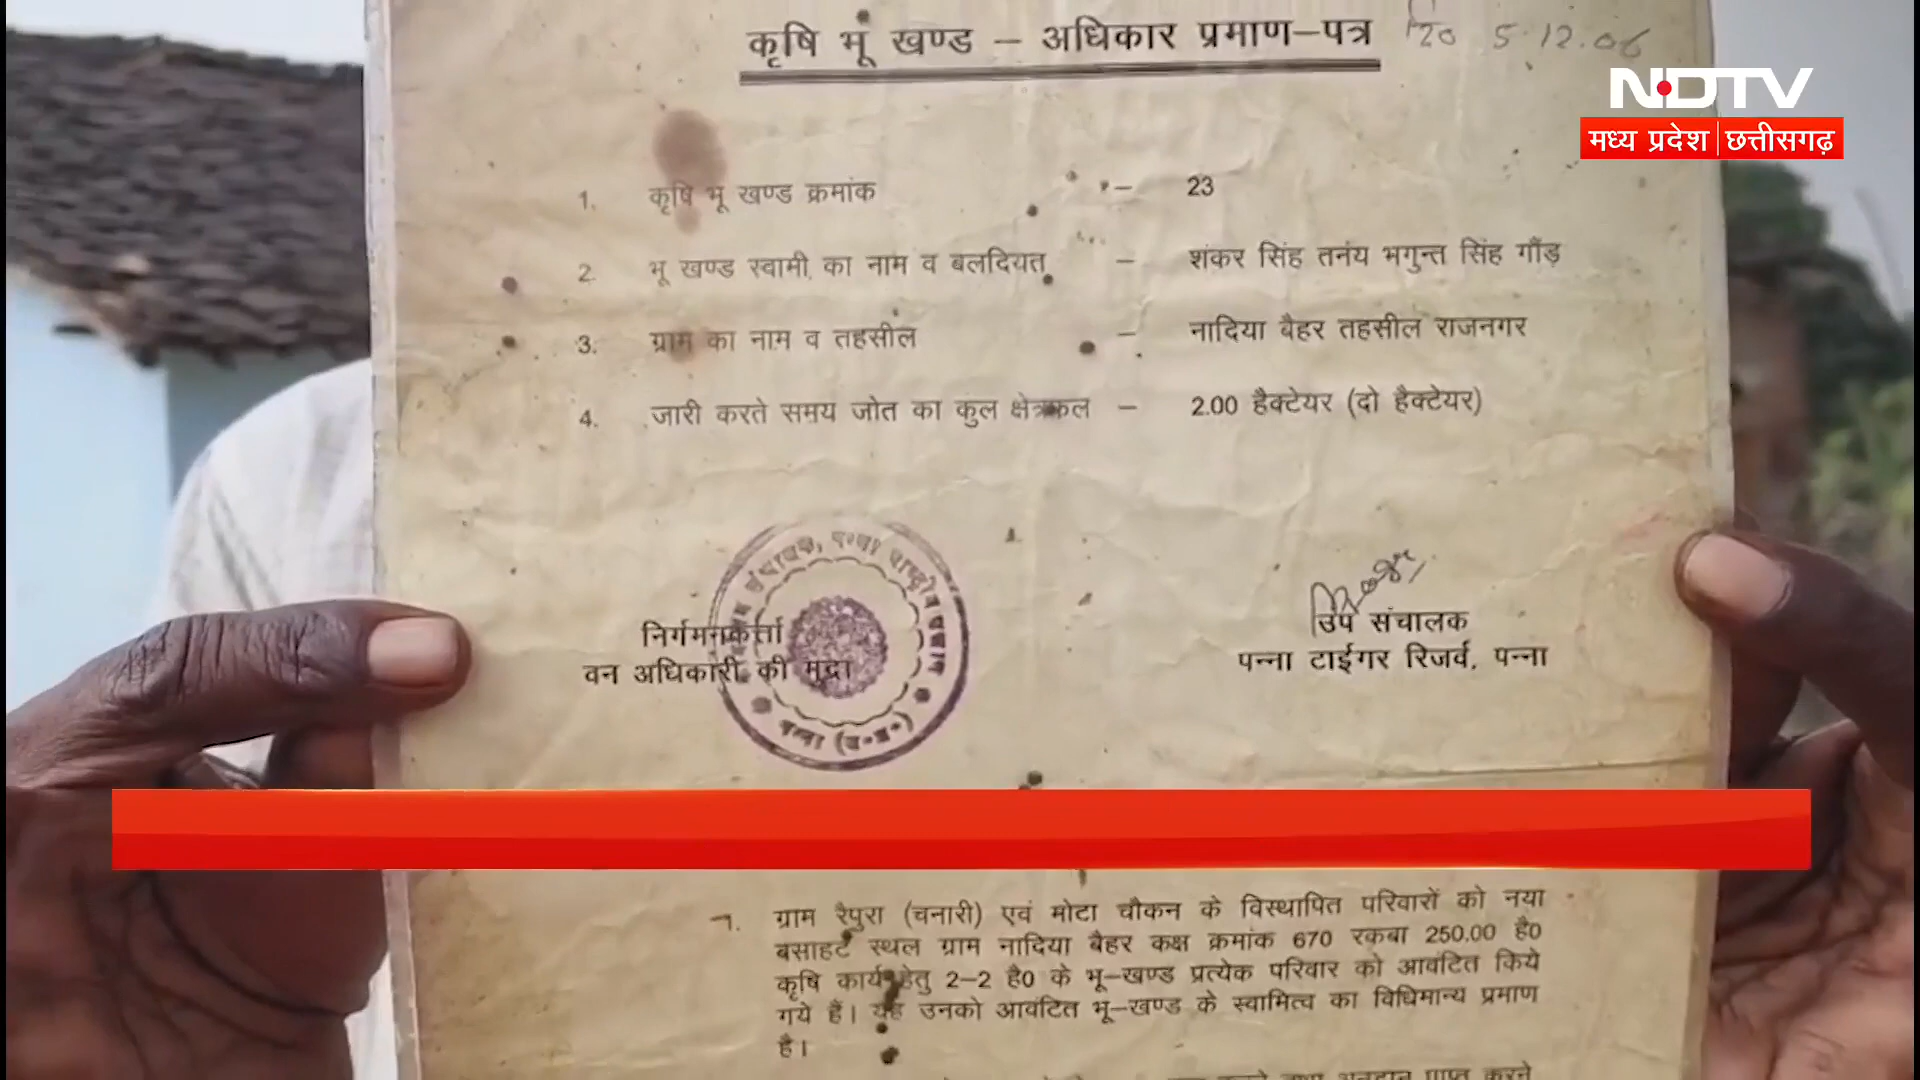 कृषि भू खण्ड – अधिकार प्रमाण–पत्र
5.12.06
NDTV
मध्य प्रदेश | छत्तीसगढ़
1. कृषि भू खण्ड क्रमांक – 23
2. भू खण्ड स्वामी का नाम व बलदियत – शंकर सिंह तनंय भगुन्त सिंह गौंड़
3. ग्राम का नाम व तहसील – नादिया बैहर तहसील राजनगर
4. जारी करते समय जोत का कुल क्षेत्रफल – 2.00 हैक्टेयर (दो हैक्टेयर)
निर्गमनकर्त्ता
वन अधिकारी की मुद्रा
उप संचालक
पन्ना टाईगर रिजर्व, पन्ना
ग्राम रैपुरा (चनारी) एवं मोटा चौकन के विस्थापित परिवारों को नया
बसाहट स्थल ग्राम नादिया बैहर कक्ष क्रमांक 670 रकबा 250.00 है0
कृषि कार्य हेतु 2–2 है0 के भू–खण्ड प्रत्येक परिवार को आवंटित किये
गये हैं। यह उनको आवंटित भू–खण्ड के स्वामित्व का विधिमान्य प्रमाण
है।